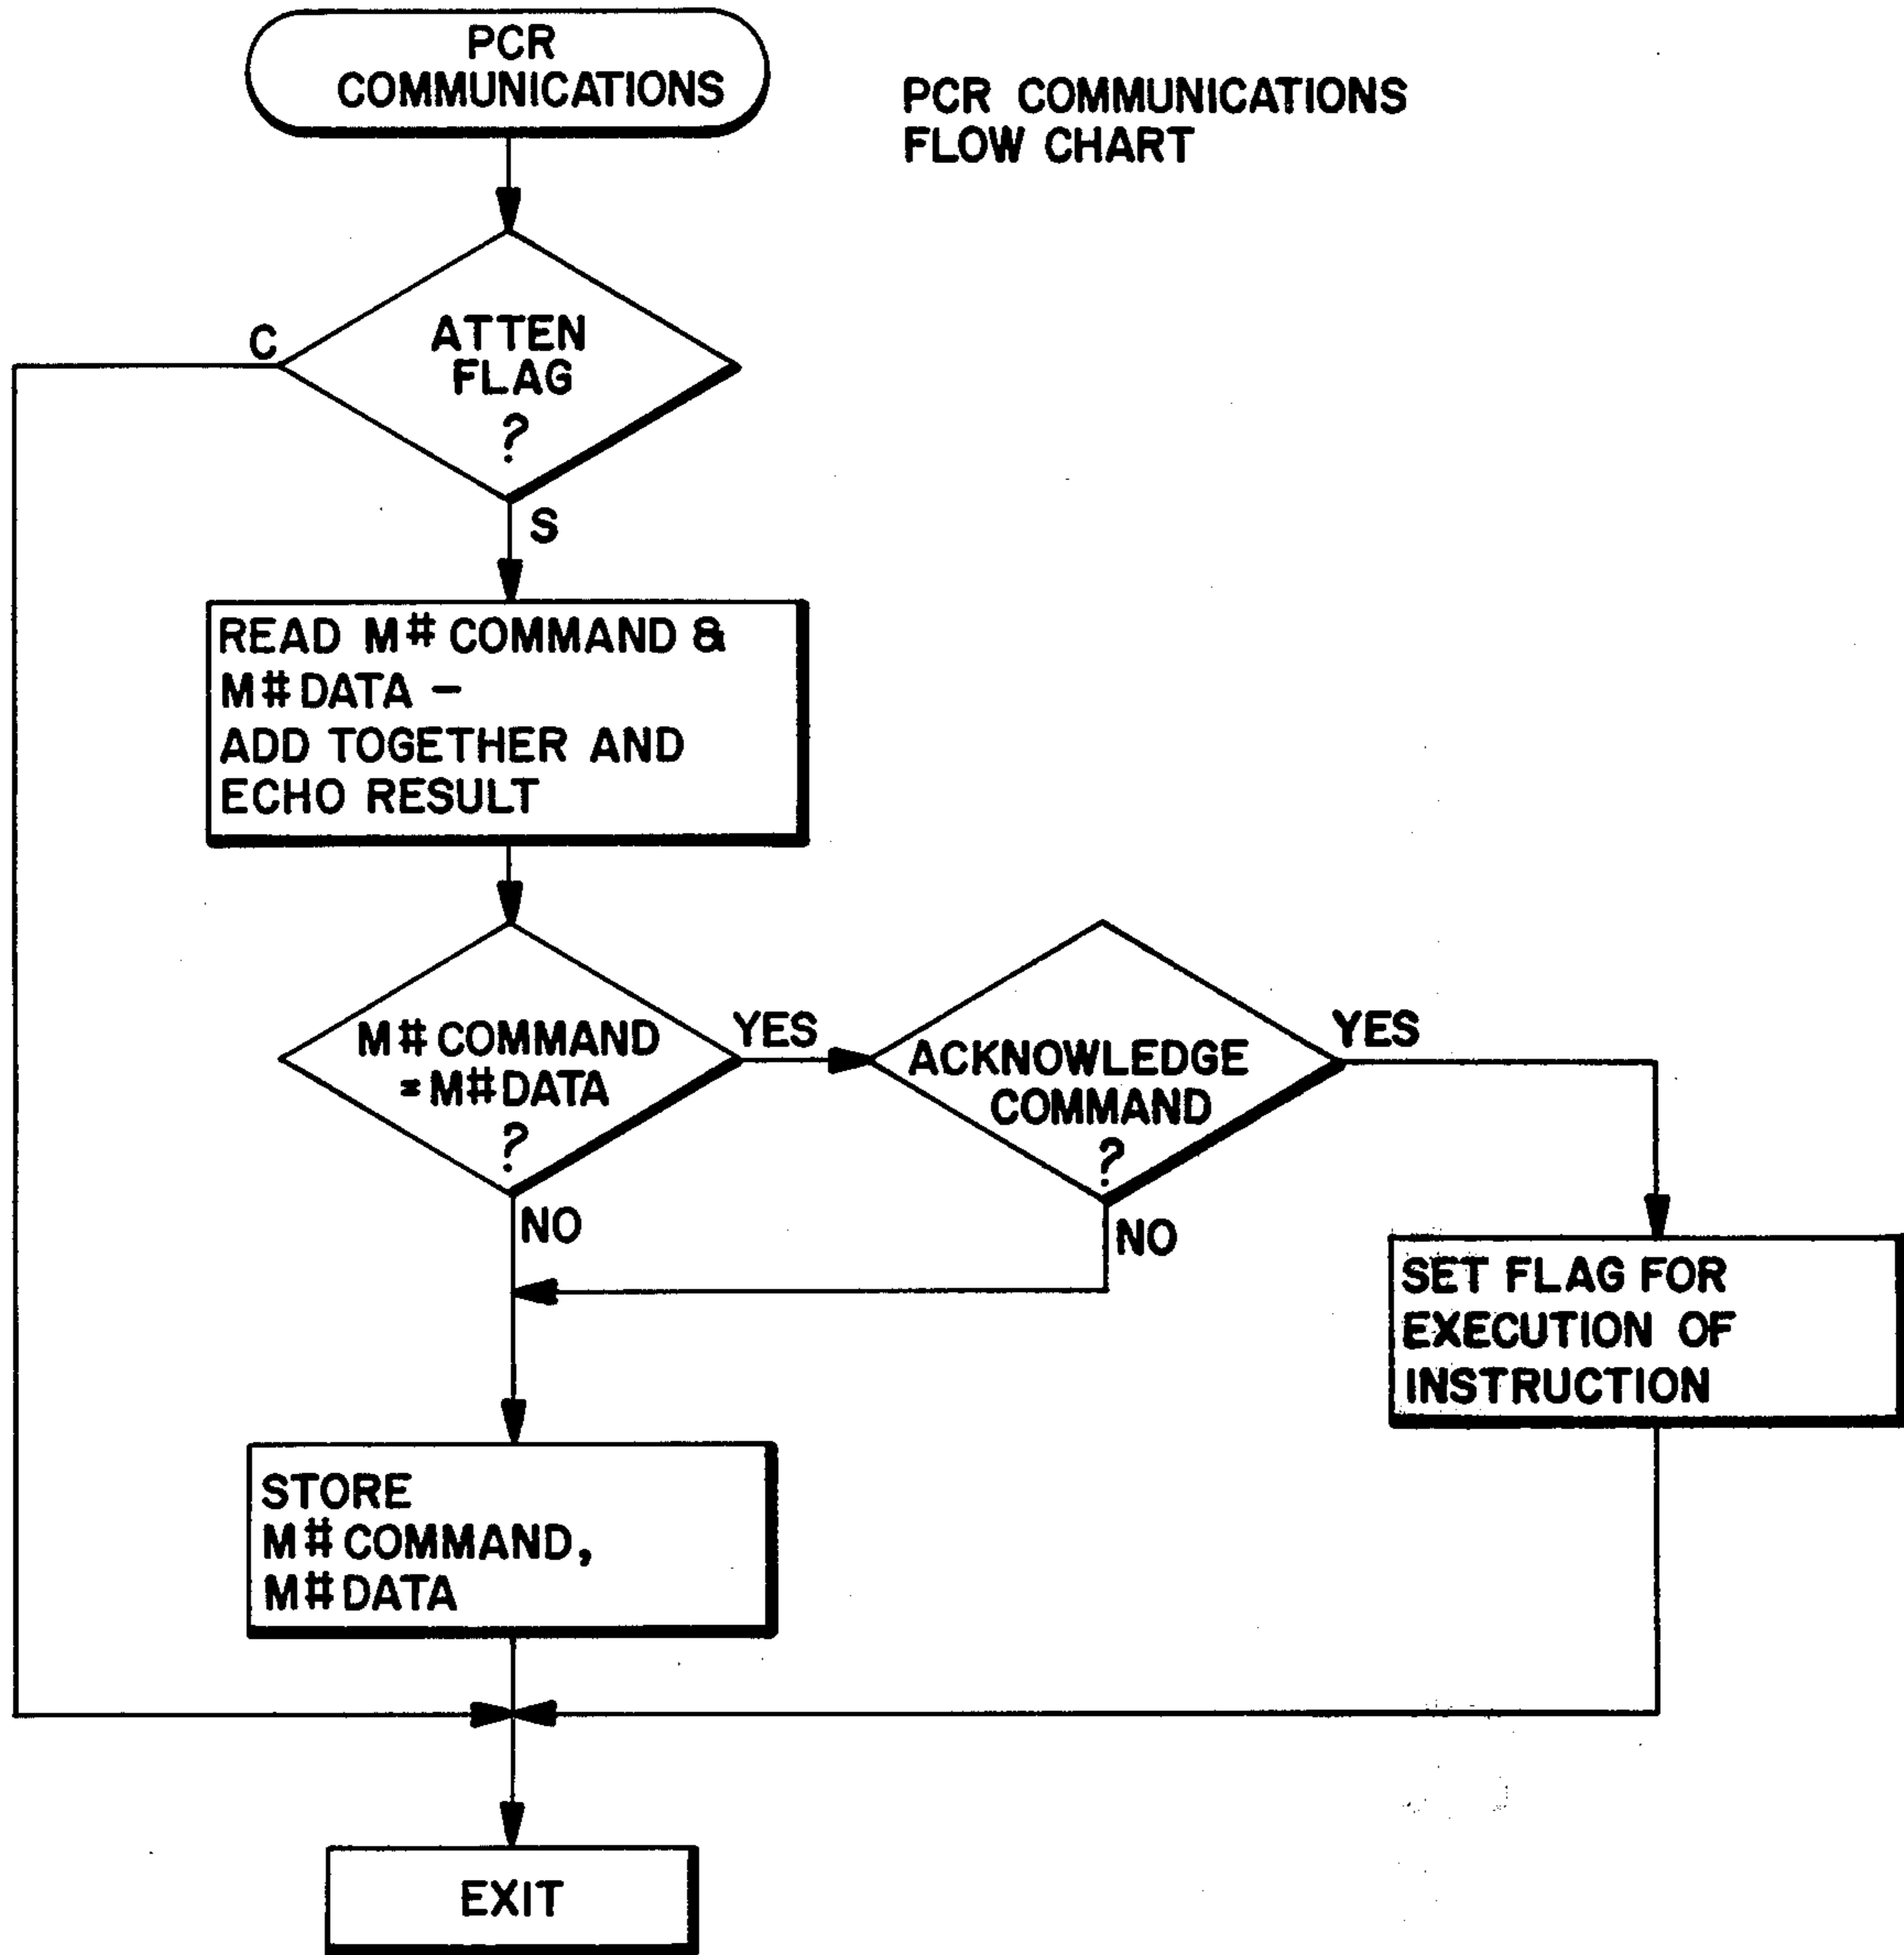 PCR
COMMUNICATIONS
PCR COMMUNICATIONS
FLOW CHART
ATTEN
FLAG
?
C
S
READ M# COMMAND &
M# DATA –
ADD TOGETHER AND
ECHO RESULT
M# COMMAND
= M# DATA
?
YES
NO
ACKNOWLEDGE
COMMAND
?
YES
NO
SET FLAG FOR
EXECUTION OF
INSTRUCTION
STORE
M# COMMAND,
M# DATA
EXIT